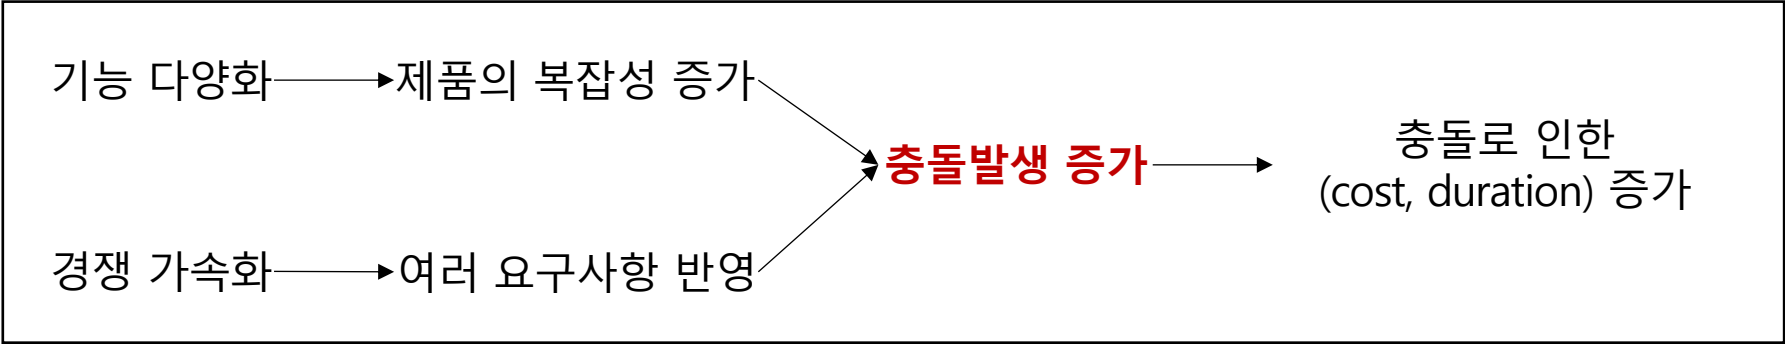 기능 다양화
제품의 복잡성 증가
경쟁 가속화
여러 요구사항 반영
충돌발생 증가
충돌로 인한
(cost, duration) 증가